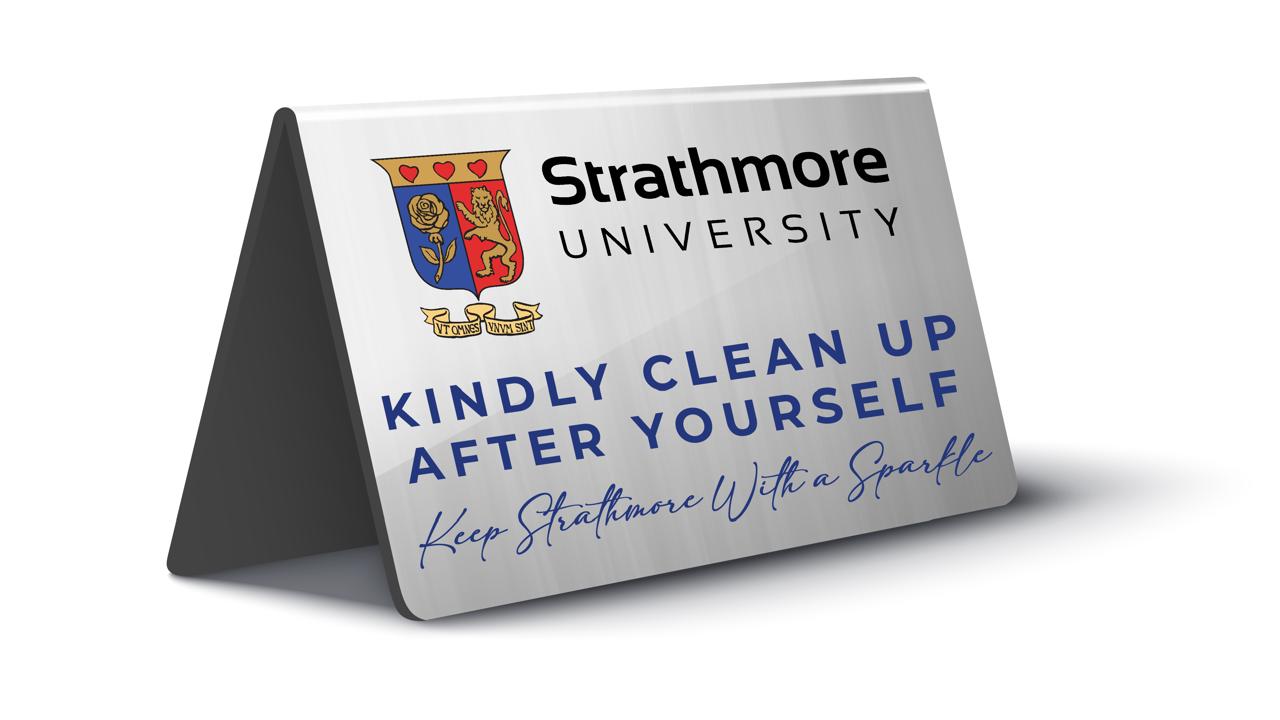 Strathmore
UNIVERSITY
VT OMNES VNVM SINT
KINDLY CLEAN UP
AFTER YOURSELF
Keep Strathmore With a Sparkle